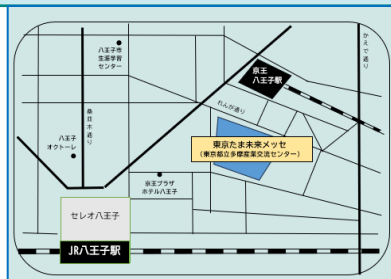 八王子市
生涯学習
センター
かえで通り
京王
八王子駅
桑並木通り
れんが通り
八王子
オクトーレ
東京たま未来メッセ
(東京都立多摩産業交流センター)
京王プラザ
ホテル八王子
セレオ八王子
JR八王子駅